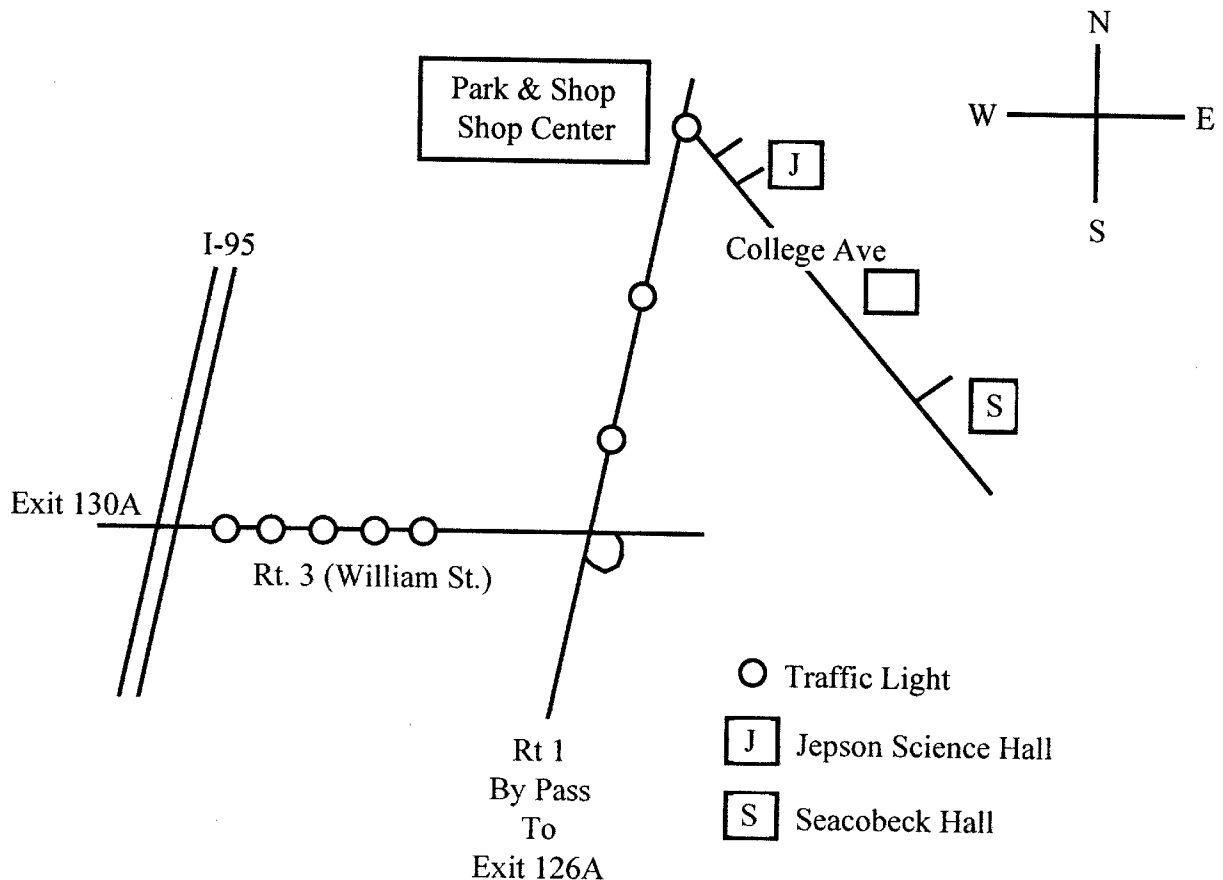 N
Park & Shop
Shop Center
W
E
J
S
I-95
College Ave
S
Exit 130A
Rt. 3 (William St.)
Traffic Light
J Jepson Science Hall
Rt 1
By Pass
To
Exit 126A
S Seacobeck Hall